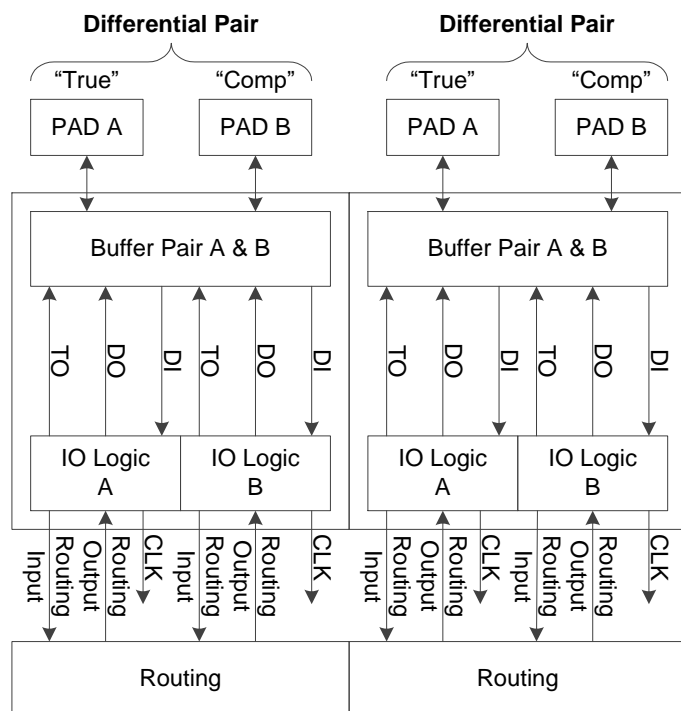 Differential Pair Differential Pair
“True” “Comp” “True” “Comp”
PAD A PAD B PAD A PAD B
Buffer Pair A & B Buffer Pair A & B
TO DO DI TO DO DI TO DO DI TO DO DI
IO Logic A IO Logic B IO Logic A IO Logic B
Routing Input Routing Output CLK Routing Input Routing Output CLK Routing Input Routing Output CLK Routing Input Routing Output CLK
Routing Routing